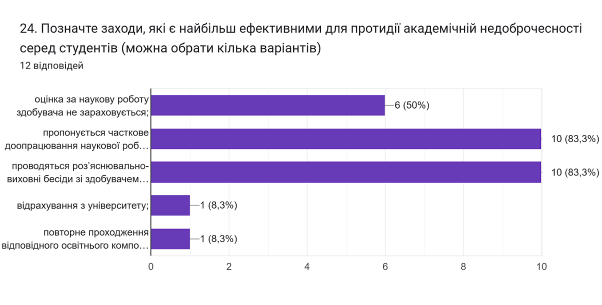 24. Позначте заходи, які є найбільш ефективними для протидії академічній недоброчесності
серед студентів (можна обрати кілька варіантів)
12 відповідей
оцінка за наукову роботу
здобувача не зараховується;
6 (50%)
пропонується часткове
доопрацювання наукової роб…
10 (83,3%)
проводяться роз'яснювально-
виховні бесіди зі здобувачем…
10 (83,3%)
відрахування з університету;
1 (8,3%)
повторне проходження
відповідного освітнього компо…
1 (8,3%)
0 2 4 6 8 10